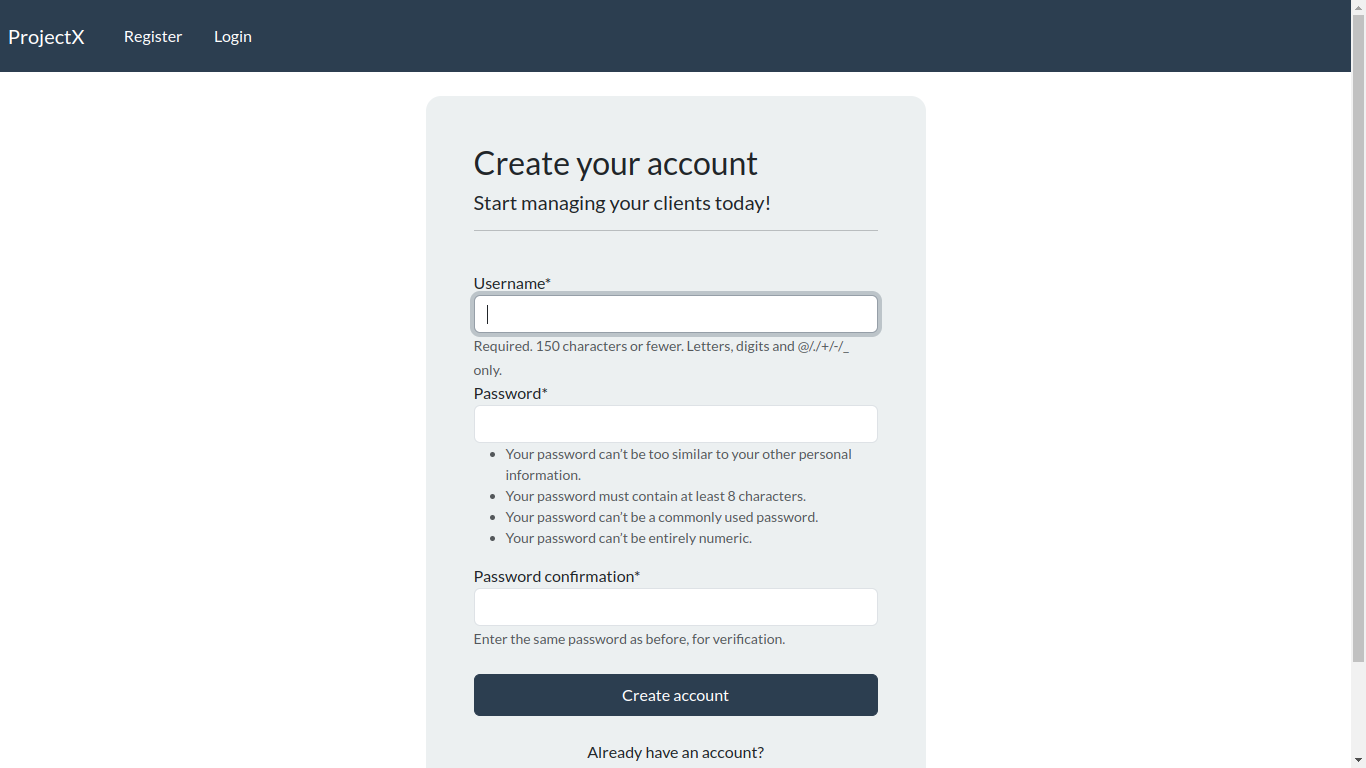 ProjectX Register Login
Create your account
Start managing your clients today!
Username*
Required. 150 characters or fewer. Letters, digits and @/./+/-/_
only.
Password*
Your password can’t be too similar to your other personal
information.
Your password must contain at least 8 characters.
Your password can’t be a commonly used password.
Your password can’t be entirely numeric.
Password confirmation*
Enter the same password as before, for verification.
Create account
Already have an account?